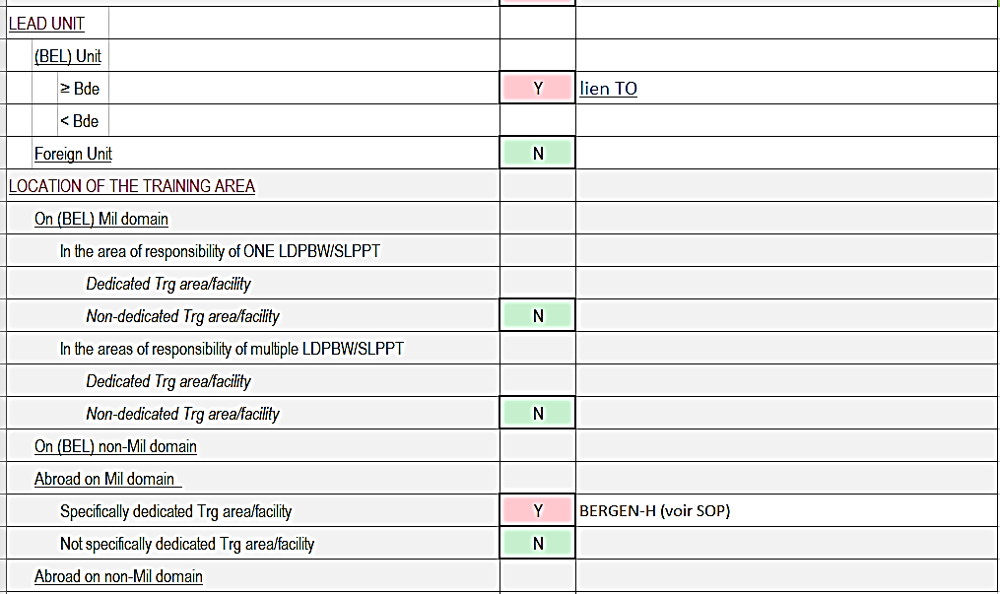 LEAD UNIT
(BEL) Unit
≥ Bde Y lien TO
< Bde
Foreign Unit N
LOCATION OF THE TRAINING AREA
On (BEL) Mil domain
In the area of responsibility of ONE LDPBW/SLPPT
Dedicated Trg area/facility
Non-dedicated Trg area/facility N
In the areas of responsibility of multiple LDPBW/SLPPT
Dedicated Trg area/facility
Non-dedicated Trg area/facility N
On (BEL) non-Mil domain
Abroad on Mil domain
Specifically dedicated Trg area/facility Y BERGEN-H (voir SOP)
Not specifically dedicated Trg area/facility N
Abroad on non-Mil domain